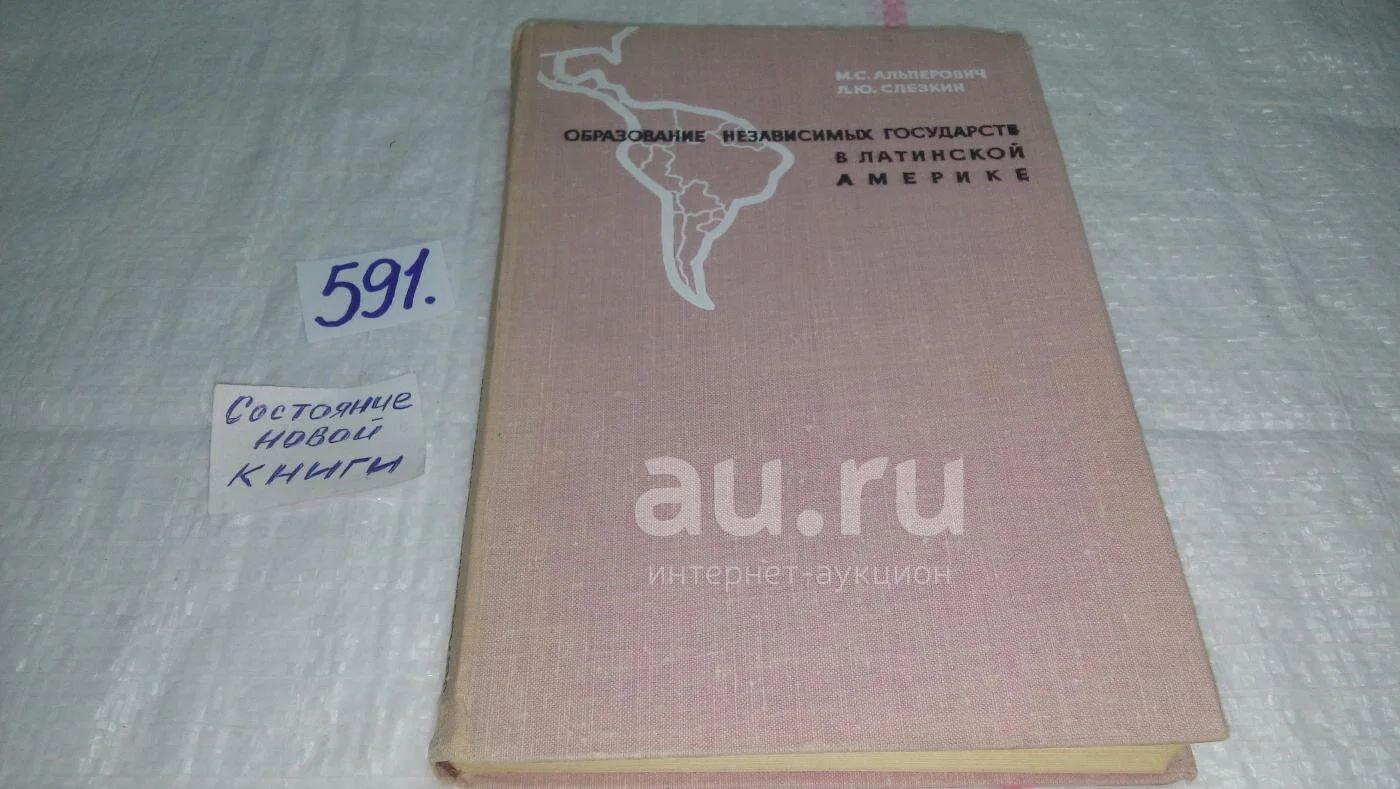 М.С. АЛЬПЕРОВИЧ
Л.Ю. СЛЕЗКИН
ОБРАЗОВАНИЕ НЕЗАВИСИМЫХ ГОСУДАРСТВ
В ЛАТИНСКОЙ
АМЕРИКЕ
591.
Состояние
новой
книги
au.ru
интернет-аукцион